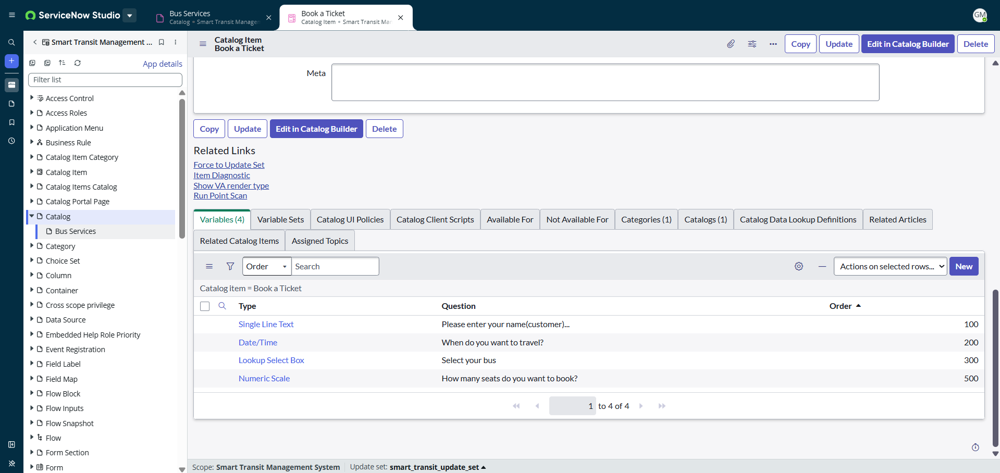 ServiceNow Studio
Bus Services
Catalog • Smart Transit Manager
Book a Ticket
Catalog Item • Smart Transit Mar
GM
Smart Transit Management ...
App details
Filter list
Access Control
Access Roles
Application Menu
Business Rule
Catalog Item Category
Catalog Item
Catalog Items Catalog
Catalog Portal Page
Catalog
Bus Services
Category
Choice Set
Column
Container
Cross scope privilege
Data Source
Embedded Help Role Priority
Event Registration
Field Label
Field Map
Flow Block
Flow Inputs
Flow Snapshot
Flow
Form Section
Form
Catalog Item
Book a Ticket
Copy Update Edit in Catalog Builder Delete
Meta
Copy Update Edit in Catalog Builder Delete
Related Links
Force to Update Set
Item Diagnostic
Show VA render type
Run Point Scan
Variables (4) Variable Sets Catalog UI Policies Catalog Client Scripts Available For Not Available For Categories (1) Catalogs (1) Catalog Data Lookup Definitions Related Articles
Related Catalog Items Assigned Topics
Order Search Actions on selected rows... New
Catalog item = Book a Ticket
Type Question Order
Single Line Text Please enter your name(customer)... 100
Date/Time When do you want to travel? 200
Lookup Select Box Select your bus 300
Numeric Scale How many seats do you want to book? 500
1 to 4 of 4
Scope: Smart Transit Management System Update set: smart_transit_update_set